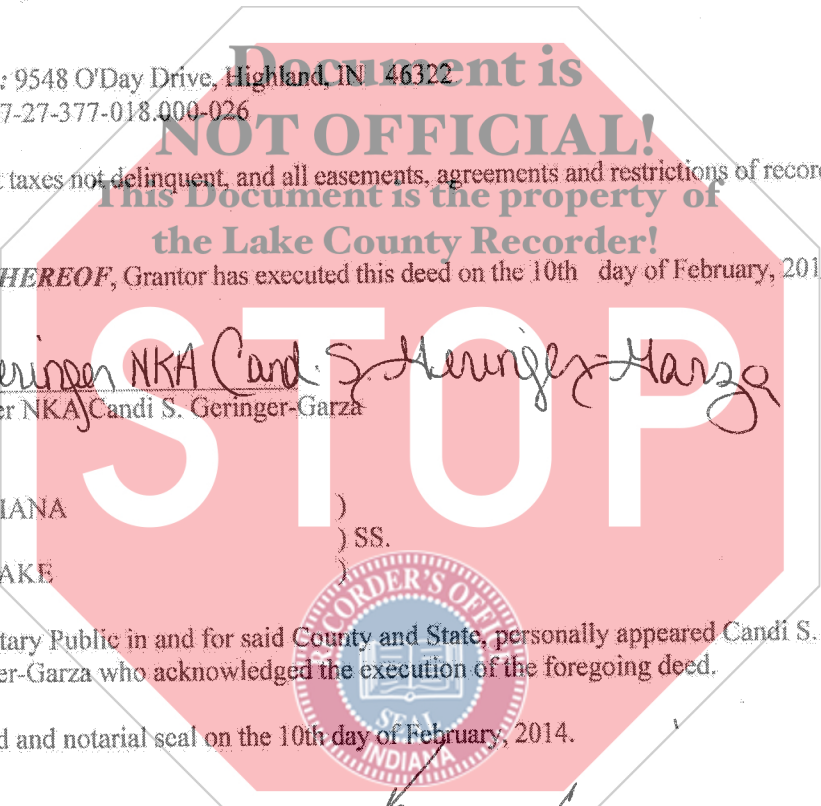 Document is
: 9548 O'Day Drive, Highland, IN 46322
7-27-377-018.000-026
NOT OFFICIAL!
taxes not delinquent, and all easements, agreements and restrictions of recor
This Document is the property of
the Lake County Recorder!
HEREOF, Grantor has executed this deed on the 10th day of February, 201
STOP
eringer NKA Candi S. Geringer-Garza
er NKA Candi S. Geringer-Garza
IANA )
) SS.
AKE )
RECORDER'S OFFICE
tary Public in and for said County and State, personally appeared Candi S.
er-Garza who acknowledged the execution of the foregoing deed.
SEAL
d and notarial seal on the 10th day of February, 2014.
INDIANA